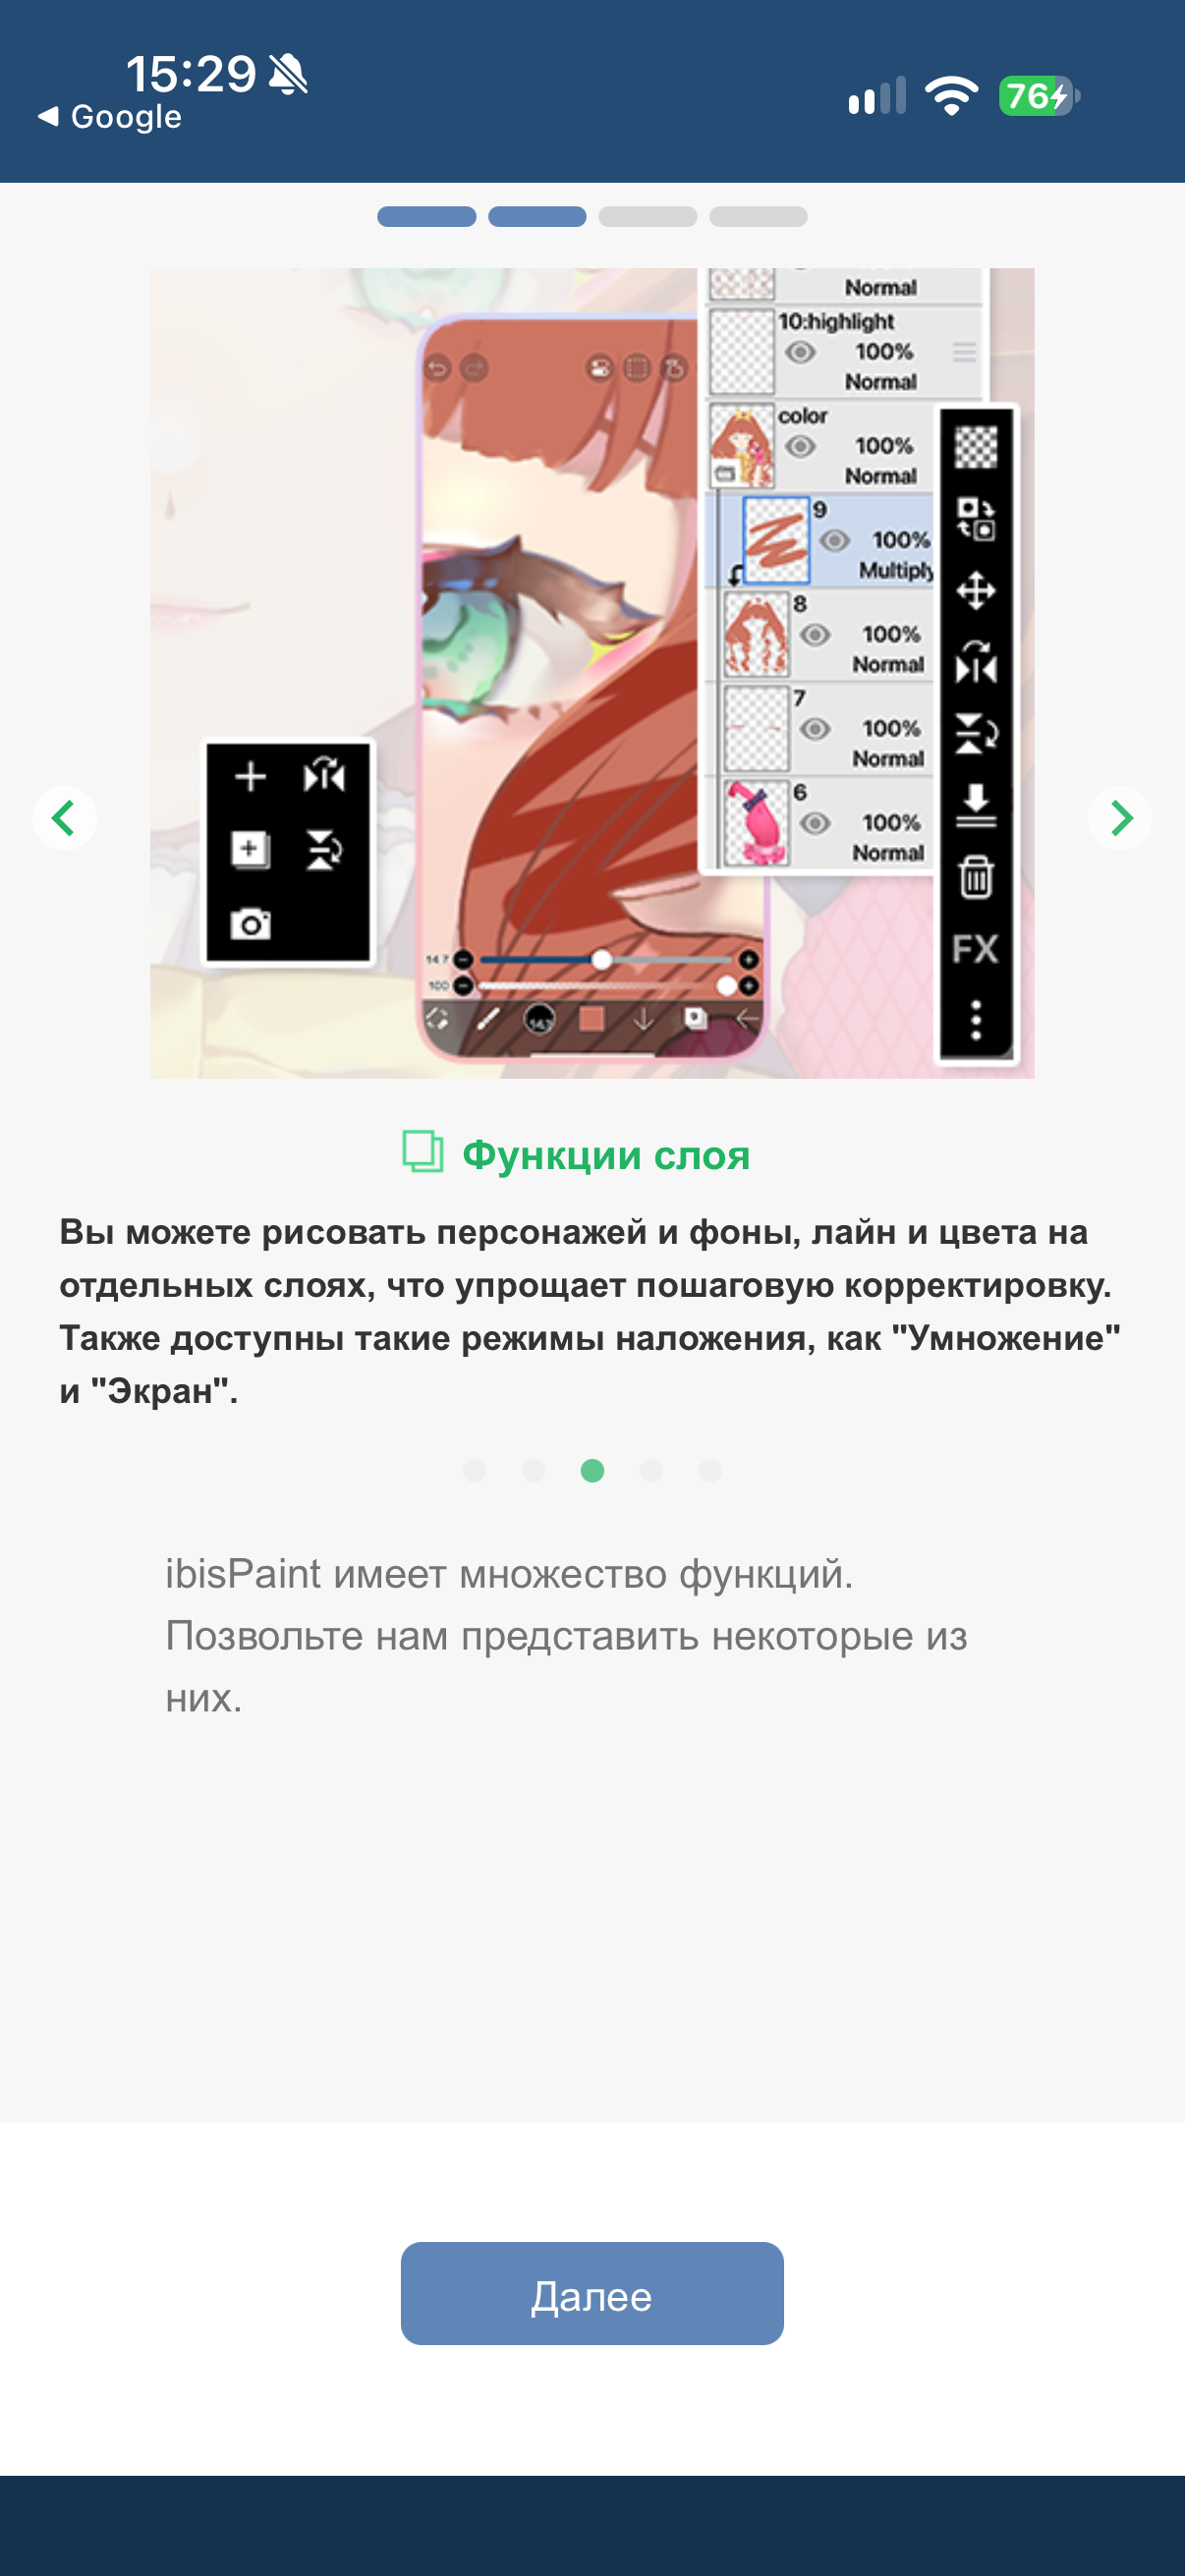 15:29
Google
76
Normal
10:highlight
100%
Normal
color
100%
Normal
9
100%
Multiply
8
100%
Normal
7
100%
Normal
6
100%
Normal
FX
14.7
100
Функции слоя
Вы можете рисовать персонажей и фоны, лайн и цвета на
отдельных слоях, что упрощает пошаговую корректировку.
Также доступны такие режимы наложения, как "Умножение"
и "Экран".
ibisPaint имеет множество функций.
Позвольте нам представить некоторые из
них.
Далее